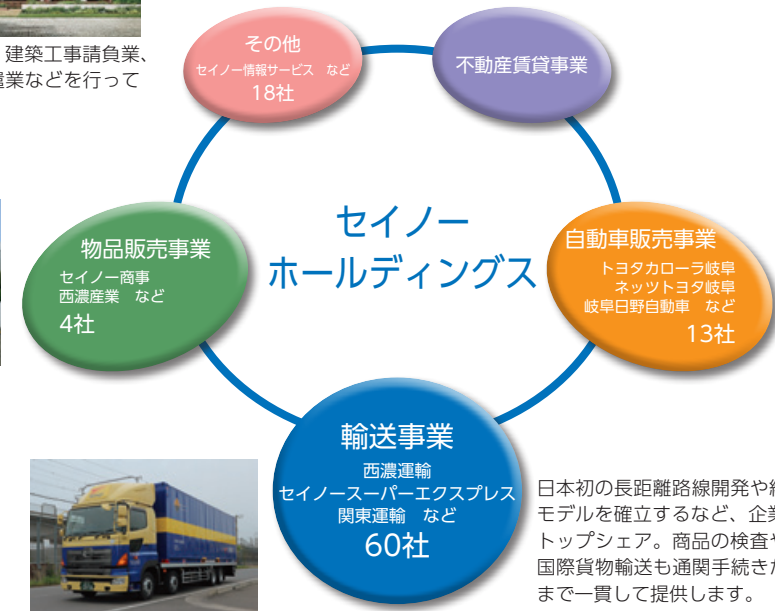 建築工事請負業、
業などを行って
その他
セイノー情報サービス など
18社
不動産賃貸事業
セイノー
ホールディングス
物品販売事業
セイノー商事
西濃産業 など
4社
自動車販売事業
トヨタカローラ岐阜
ネッツトヨタ岐阜
岐阜日野自動車 など
13社
輸送事業
西濃運輸
セイノースーパーエクスプレス
関東運輸 など
60社
日本初の長距離路線開発や
モデルを確立するなど、企業
トップシェア。商品の検査や
国際貨物輸送も通関手続き
まで一貫して提供します。